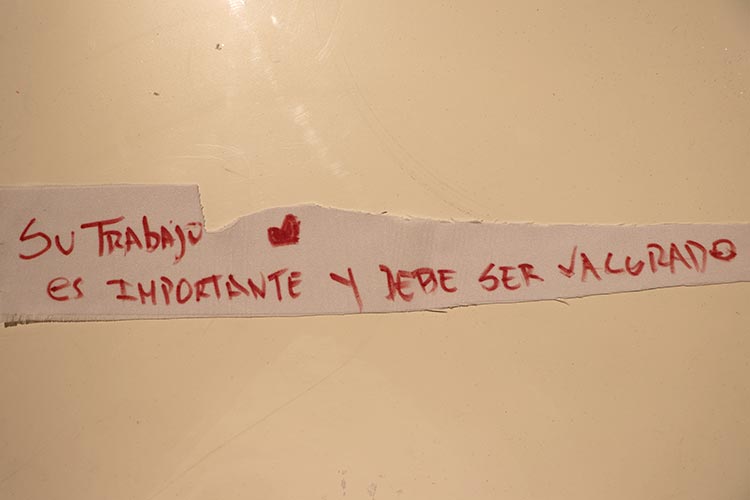 SU TRABAJO
ES IMPORTANTE Y DEBE SER VALORADO